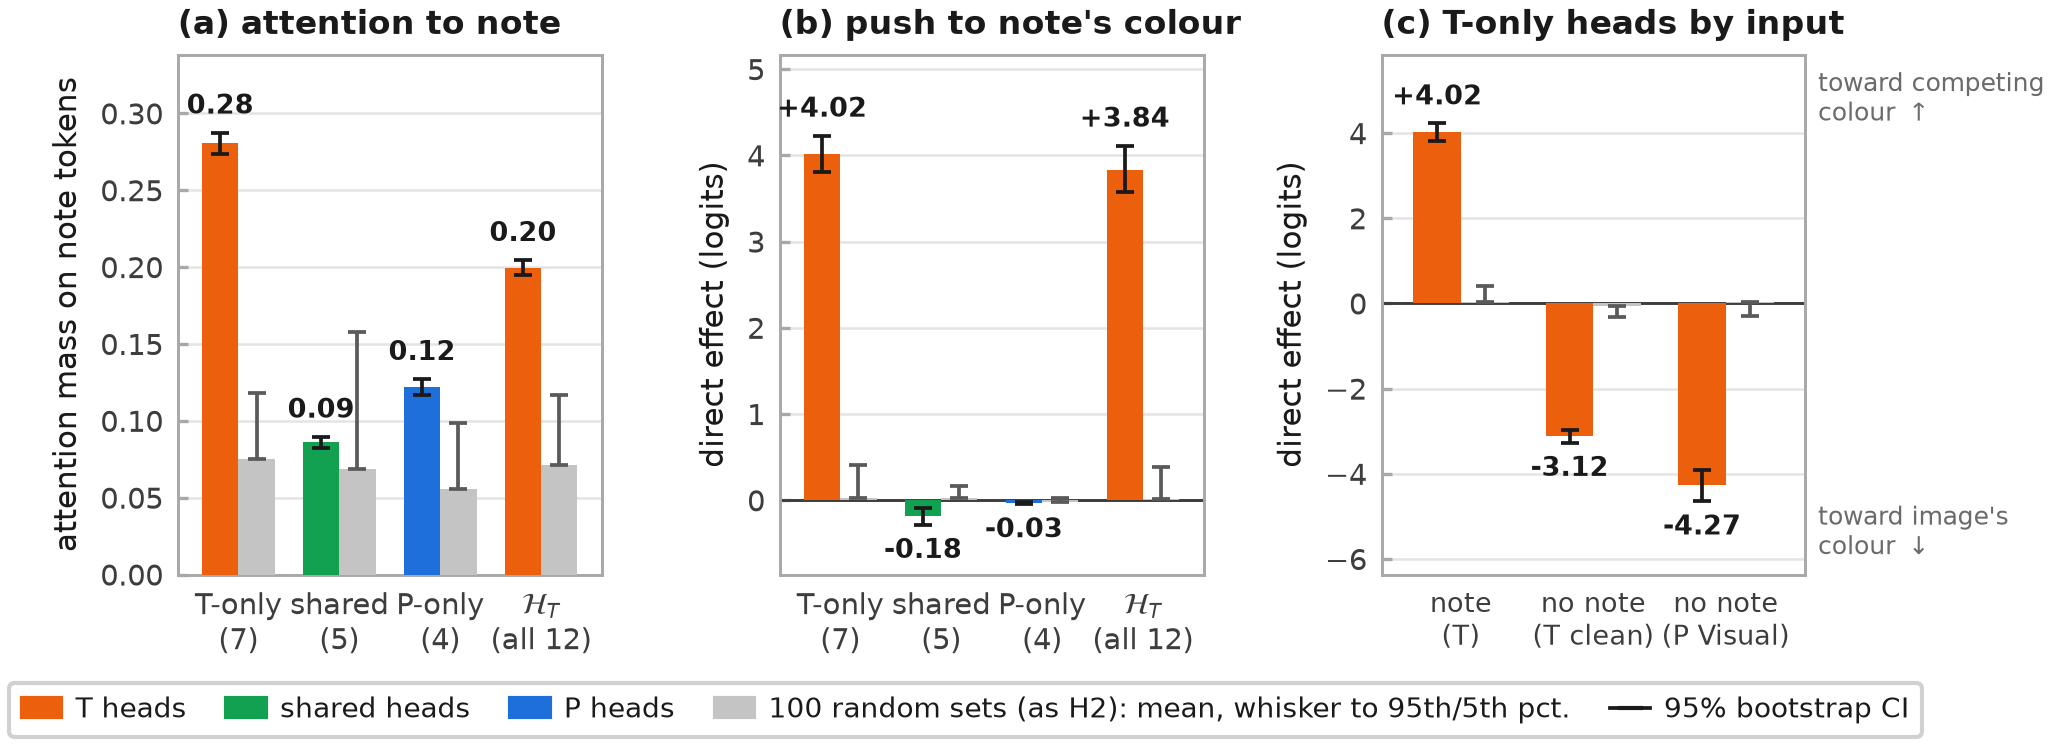 (a) attention to note
attention mass on note tokens
0.30
0.25
0.20
0.15
0.10
0.05
0.00
0.28
0.09
0.12
0.20
T-only shared P-only ℋT
(7) (5) (4) (all 12)
(b) push to note's colour
direct effect (logits)
5
4
3
2
1
0
+4.02
-0.18
-0.03
+3.84
T-only shared P-only ℋT
(7) (5) (4) (all 12)
(c) T-only heads by input
direct effect (logits)
4
2
0
−2
−4
−6
+4.02
-3.12
-4.27
note no note no note
(T) (T clean) (P Visual)
toward competing
colour ↑
toward image's
colour ↓
T heads shared heads P heads 100 random sets (as H2): mean, whisker to 95th/5th pct. 95% bootstrap CI